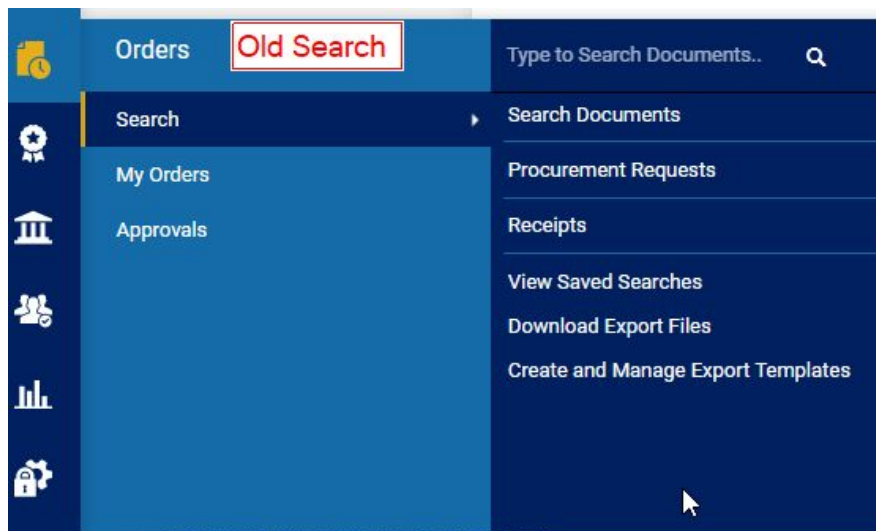 Orders
Old Search
Type to Search Documents..
Search
Search Documents
My Orders
Procurement Requests
Approvals
Receipts
View Saved Searches
Download Export Files
Create and Manage Export Templates